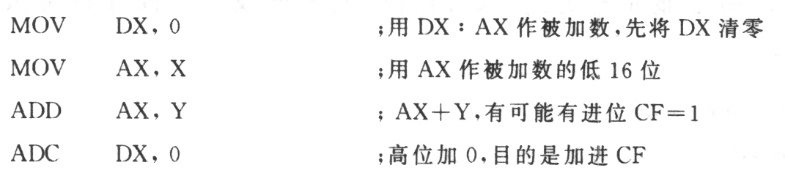 MOV DX, 0 ;用 DX：AX 作被加数,先将 DX 清零
MOV AX, X ;用 AX 作被加数的低 16 位
ADD AX, Y ; AX+Y,有可能有进位 CF=1
ADC DX, 0 ;高位加 0,目的是加进 CF